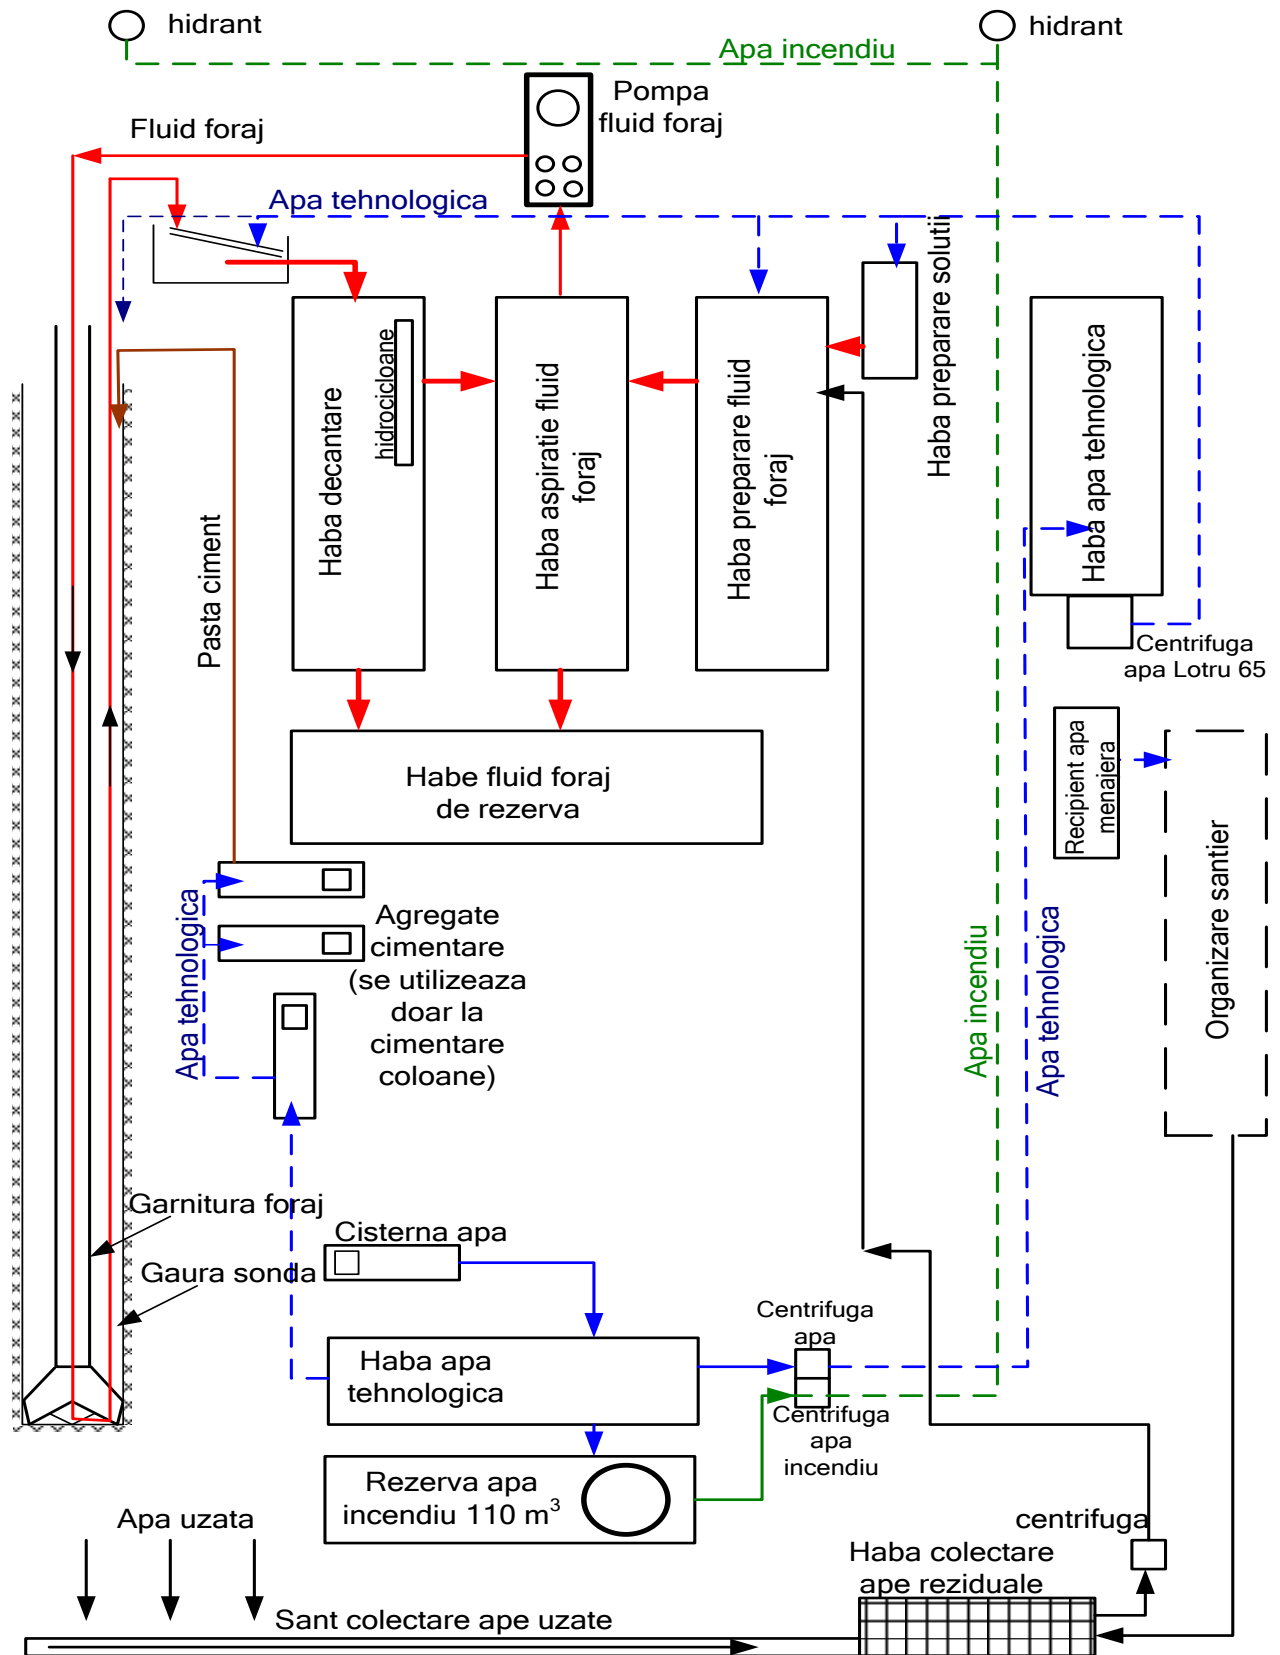 hidrant
hidrant
Apa incendiu
Pompa
fluid foraj
Fluid foraj
Apa tehnologica
Haba preparare solutii
Haba decantare
hidrocicloane
Haba aspiratie fluid
foraj
Haba preparare fluid
foraj
Haba apa tehnologica
Pasta ciment
Centrifuga
apa Lotru 65
Habe fluid foraj
de rezerva
Recipient apa
menajera
Organizare santier
Apa tehnologica
Agregate
cimentare
(se utilizeaza
doar la
cimentare
coloane)
Apa incendiu
Apa tehnologica
Garnitura foraj
Gaura sonda
Cisterna apa
Centrifuga
apa
Haba apa
tehnologica
Centrifuga
apa
incendiu
Rezerva apa
incendiu 110 m³
Apa uzata
centrifuga
Haba colectare
ape reziduale
Sant colectare ape uzate